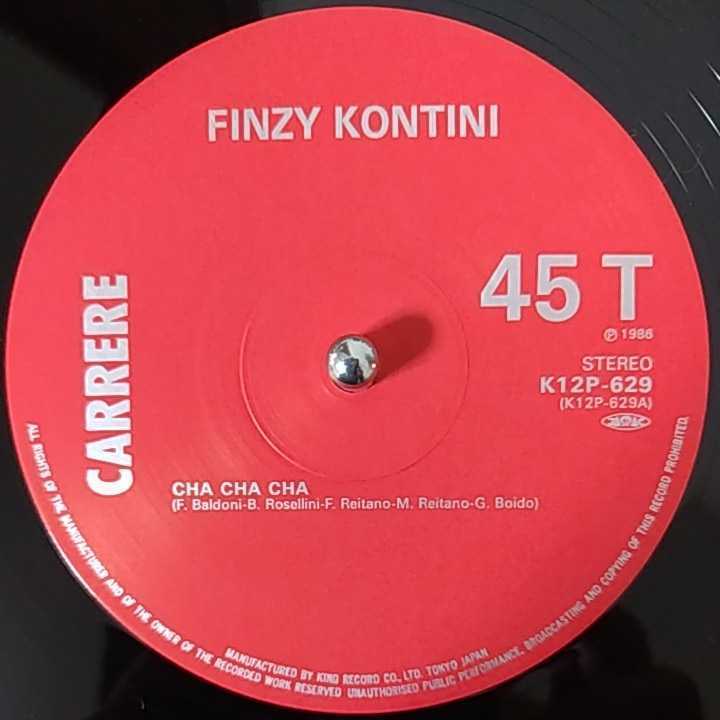 FINZY KONTINI
CARRERE
45 T
℗ 1986
STEREO
K12P-629
(K12P-629A)
CHA CHA CHA
(F. Baldoni-B. Rosellini-F. Reitano-M. Reitano-G. Boido)
ALL RIGHTS OF THE MANUFACTURER AND OF THE OWNER OF THE RECORDED WORK RESERVED UNAUTHORISED PUBLIC PERFORMANCE, BROADCASTING AND COPYING OF THIS RECORD PROHIBITED.
MANUFACTURED BY KING RECORD CO., LTD. TOKYO JAPAN